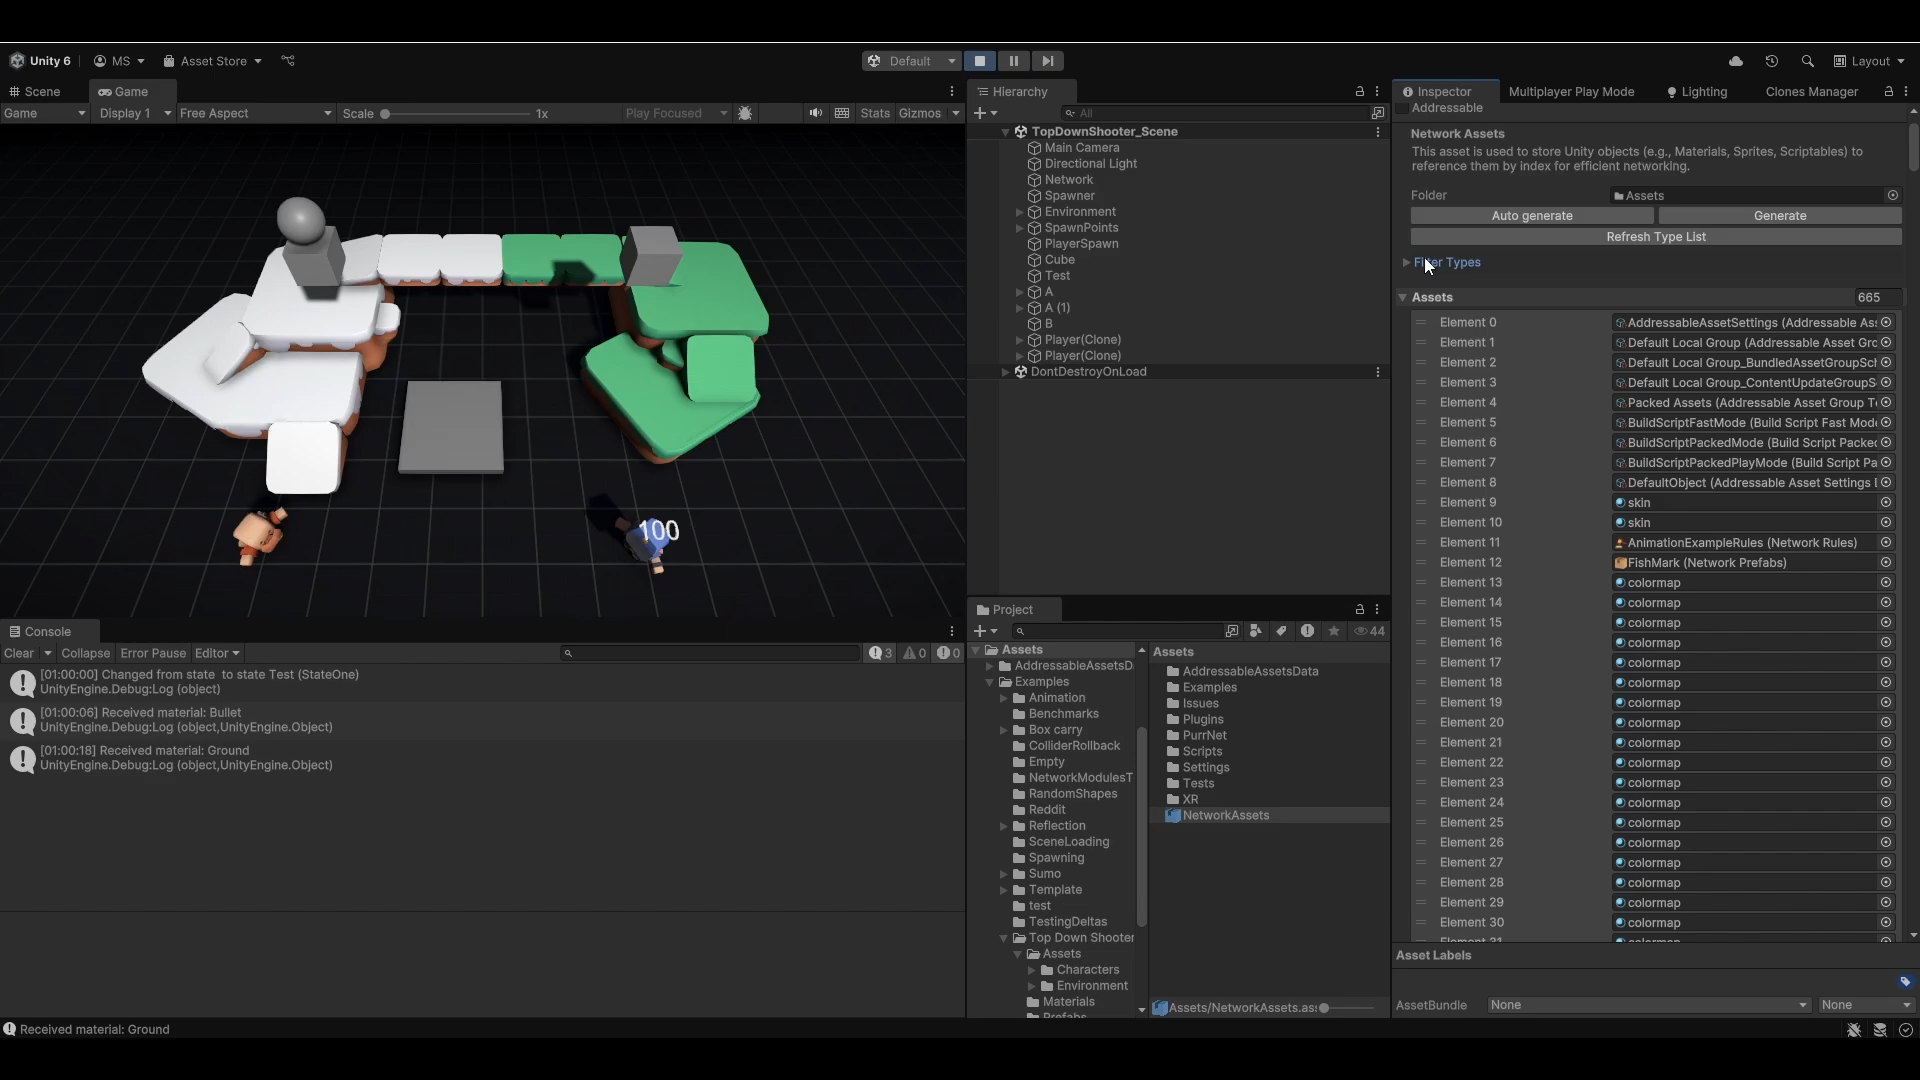 Unity 6
MS
Asset Store
Default
Layout
Scene
Game
Game
Display 1
Free Aspect
Scale
1x
Play Focused
Stats
Gizmos
100
Console
Clear
Collapse
Error Pause
Editor
3
0
0
[01:00:00] Changed from state  to state Test (StateOne)
UnityEngine.Debug:Log (object)
[01:00:06] Received material: Bullet
UnityEngine.Debug:Log (object,UnityEngine.Object)
[01:00:18] Received material: Ground
UnityEngine.Debug:Log (object,UnityEngine.Object)
Received material: Ground
Hierarchy
All
TopDownShooter_Scene
Main Camera
Directional Light
Network
Spawner
Environment
SpawnPoints
PlayerSpawn
Cube
Test
A
A (1)
B
Player(Clone)
Player(Clone)
DontDestroyOnLoad
Project
44
Assets
AddressableAssetsD
Examples
Animation
Benchmarks
Box carry
ColliderRollback
Empty
NetworkModulesT
RandomShapes
Reddit
Reflection
SceneLoading
Spawning
Sumo
Template
test
TestingDeltas
Top Down Shooter
Assets
Characters
Environment
Materials
Prefabs
Assets
AddressableAssetsData
Examples
Issues
Plugins
PurrNet
Scripts
Settings
Tests
XR
NetworkAssets
Assets/NetworkAssets.as
Inspector
Multiplayer Play Mode
Lighting
Clones Manager
Addressable
Network Assets
This asset is used to store Unity objects (e.g., Materials, Sprites, Scriptables) to
reference them by index for efficient networking.
Folder
Assets
Auto generate
Generate
Refresh Type List
Filter Types
Assets
665
Element 0
AddressableAssetSettings (Addressable As
Element 1
Default Local Group (Addressable Asset Grc
Element 2
Default Local Group_BundledAssetGroupSch
Element 3
Default Local Group_ContentUpdateGroupS
Element 4
Packed Assets (Addressable Asset Group T
Element 5
BuildScriptFastMode (Build Script Fast Mode
Element 6
BuildScriptPackedMode (Build Script Packed
Element 7
BuildScriptPackedPlayMode (Build Script Pa
Element 8
DefaultObject (Addressable Asset Settings
Element 9
skin
Element 10
skin
Element 11
AnimationExampleRules (Network Rules)
Element 12
FishMark (Network Prefabs)
Element 13
colormap
Element 14
colormap
Element 15
colormap
Element 16
colormap
Element 17
colormap
Element 18
colormap
Element 19
colormap
Element 20
colormap
Element 21
colormap
Element 22
colormap
Element 23
colormap
Element 24
colormap
Element 25
colormap
Element 26
colormap
Element 27
colormap
Element 28
colormap
Element 29
colormap
Element 30
colormap
Element 31
colormap
Asset Labels
AssetBundle
None
None